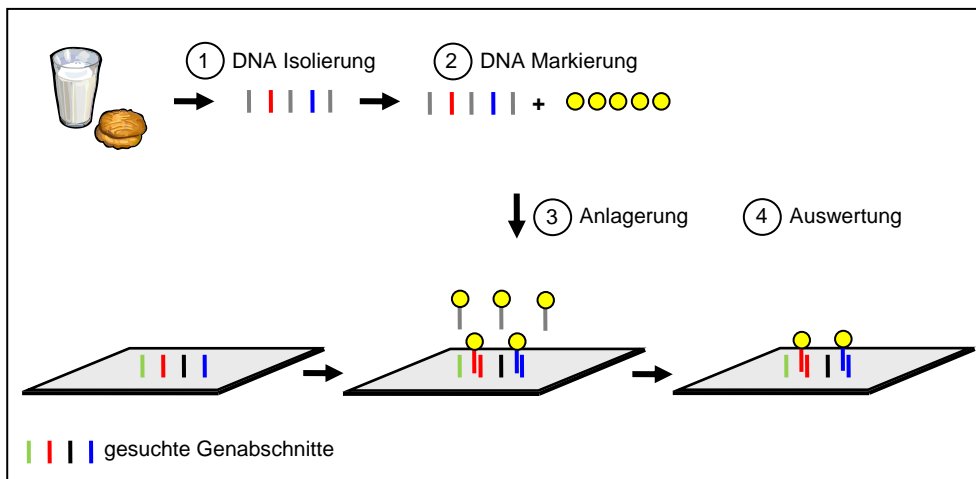 1 DNA Isolierung
2 DNA Markierung
+
3 Anlagerung
4 Auswertung
gesuchte Genabschnitte